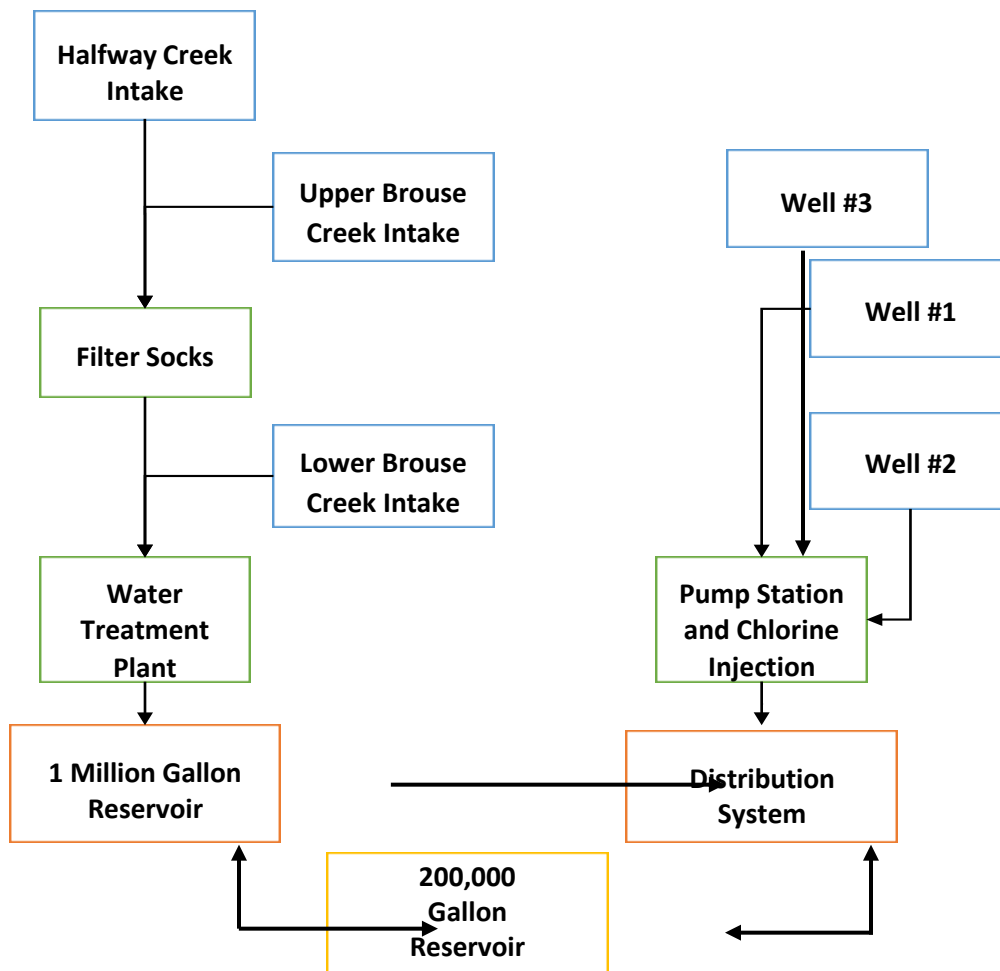 Halfway Creek
Intake
Upper Brouse
Creek Intake
Well #3
Well #1
Filter Socks
Lower Brouse
Creek Intake
Well #2
Water
Treatment
Plant
Pump Station
and Chlorine
Injection
1 Million Gallon
Reservoir
Distribution
System
200,000
Gallon
Reservoir